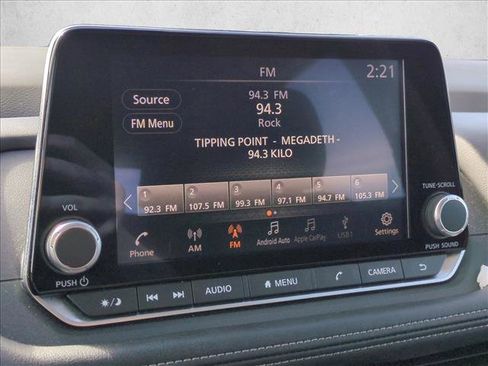 FM
2:21
Source
94.3 FM
94.3
FM Menu
Rock
TIPPING POINT - MEGADETH -
94.3 KILO
1 2 3 4 5 6
92.3 FM 107.5 FM 99.3 FM 97.1 FM 94.7 FM 105.3 FM
VOL
TUNE·SCROLL
Phone AM FM Android Auto Apple CarPlay USB1 Settings
PUSH
PUSH SOUND
AUDIO MENU CAMERA